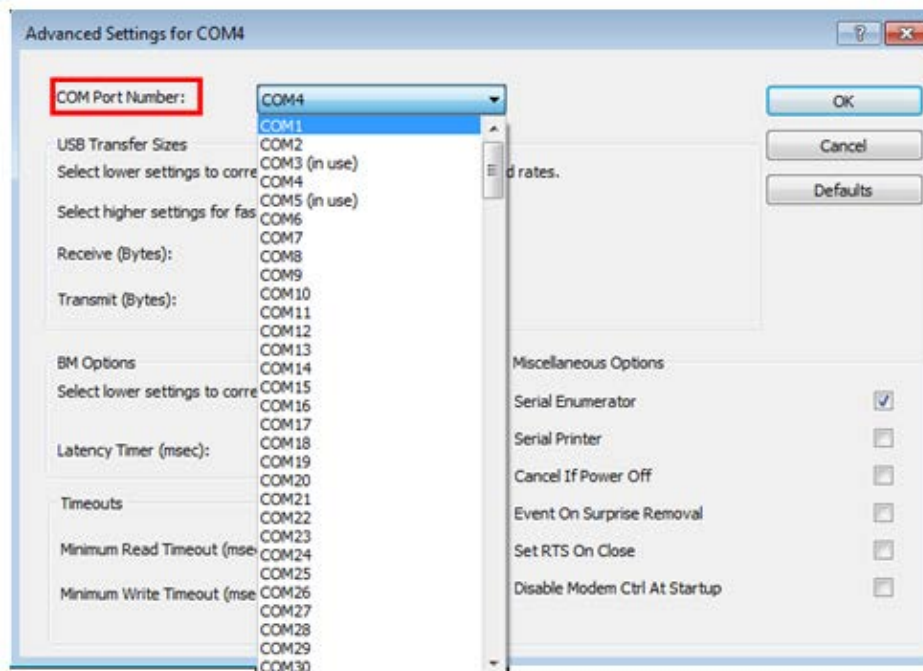 Advanced Settings for COM4
COM Port Number:
COM4
OK
Cancel
Defaults
COM1
COM2
COM3 (in use)
COM4
COM5 (in use)
COM6
COM7
COM8
COM9
COM10
COM11
COM12
COM13
COM14
COM15
COM16
COM17
COM18
COM19
COM20
COM21
COM22
COM23
COM24
COM25
COM26
COM27
COM28
COM29
COM30
USB Transfer Sizes
Select lower settings to corre
d rates.
Select higher settings for fas
Receive (Bytes):
Transmit (Bytes):
BM Options
Select lower settings to corre
Latency Timer (msec):
Timeouts
Minimum Read Timeout (mse
Minimum Write Timeout (mse
Miscellaneous Options
Serial Enumerator
Serial Printer
Cancel If Power Off
Event On Surprise Removal
Set RTS On Close
Disable Modem Ctrl At Startup